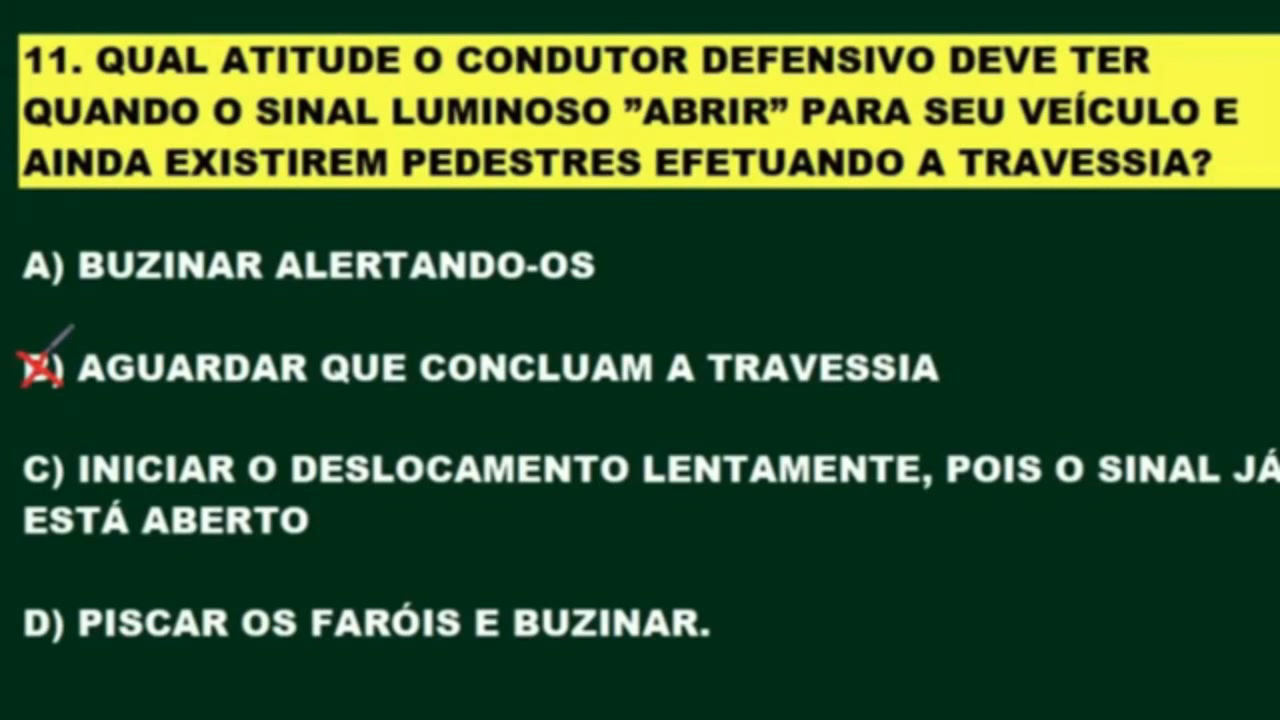 11. QUAL ATITUDE O CONDUTOR DEFENSIVO DEVE TER
QUANDO O SINAL LUMINOSO ”ABRIR” PARA SEU VEÍCULO E
AINDA EXISTIREM PEDESTRES EFETUANDO A TRAVESSIA?
A) BUZINAR ALERTANDO-OS
B) AGUARDAR QUE CONCLUAM A TRAVESSIA
C) INICIAR O DESLOCAMENTO LENTAMENTE, POIS O SINAL JÁ
ESTÁ ABERTO
D) PISCAR OS FARÓIS E BUZINAR.